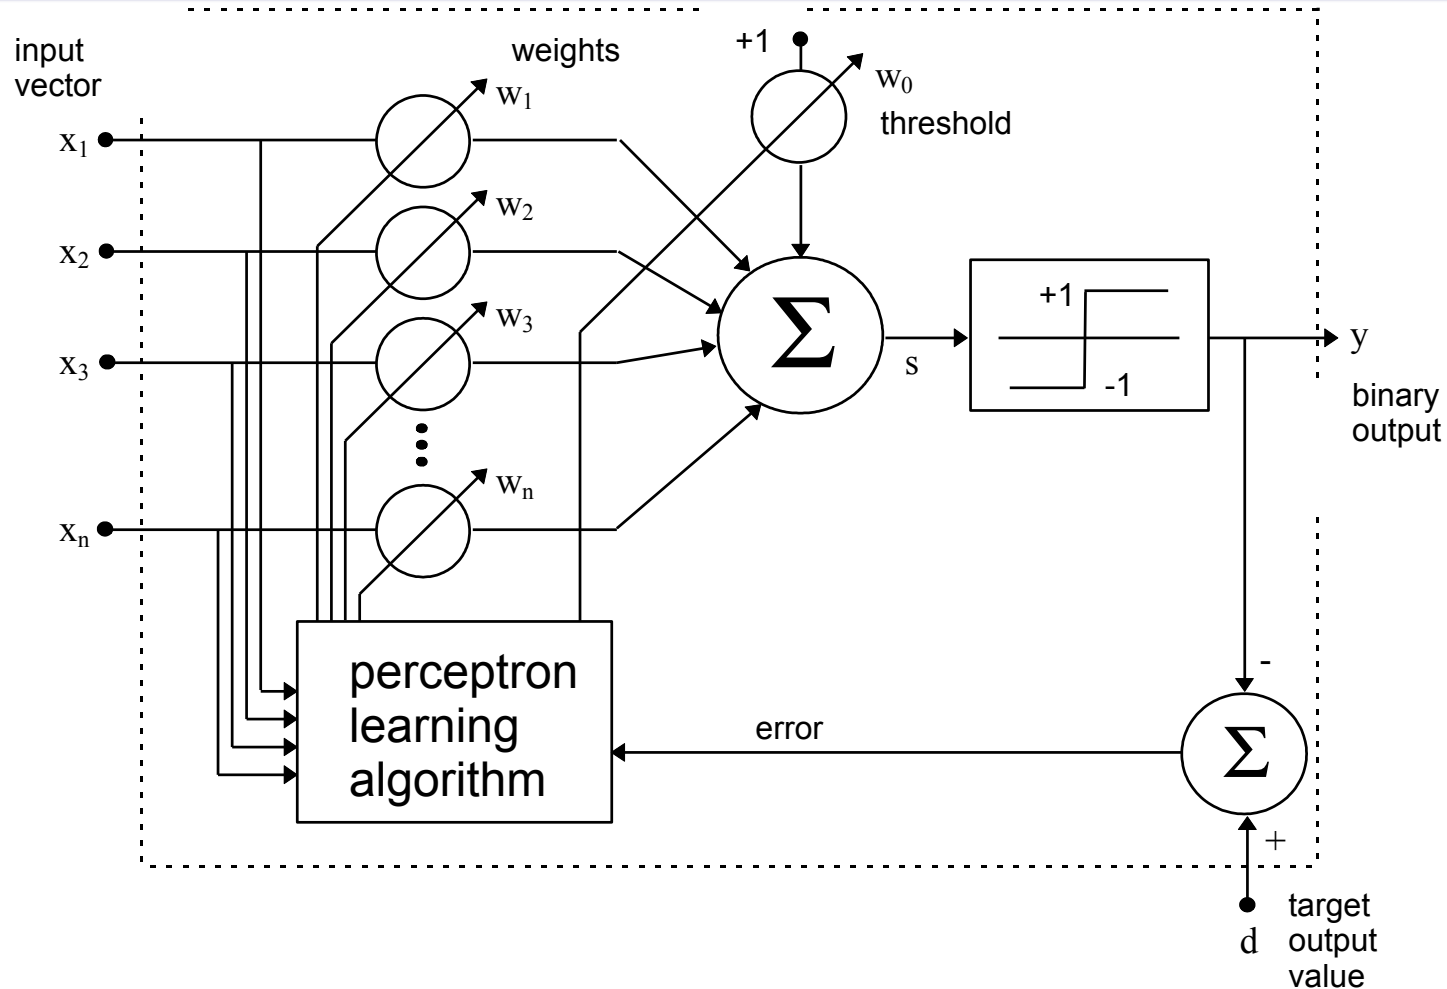 input
vector
weights
+1
w0
threshold
x1
w1
x2
w2
x3
w3
xn
wn
Σ
s
+1
-1
y
binary
output
perceptron
learning
algorithm
error
-
Σ
+
d
target
output
value